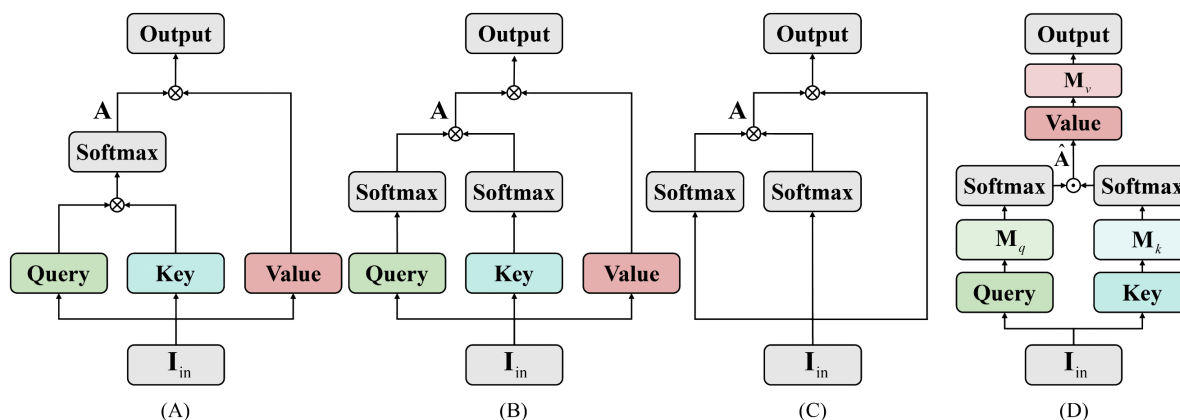 Output
A
Softmax
Query Key Value
I_in
(A)
Output
A
Softmax Softmax
Query Key Value
I_in
(B)
Output
A
Softmax Softmax
I_in
(C)
Output
M_v
Value
Â
Softmax Softmax
M_q M_k
Query Key
I_in
(D)